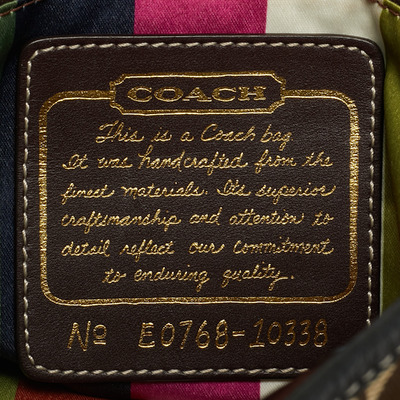 COACH
This is a Coach bag
It was handcrafted from the
finest materials. Its superior
craftsmanship and attention to
detail reflect our commitment
to enduring quality.
Nº E0768-10338